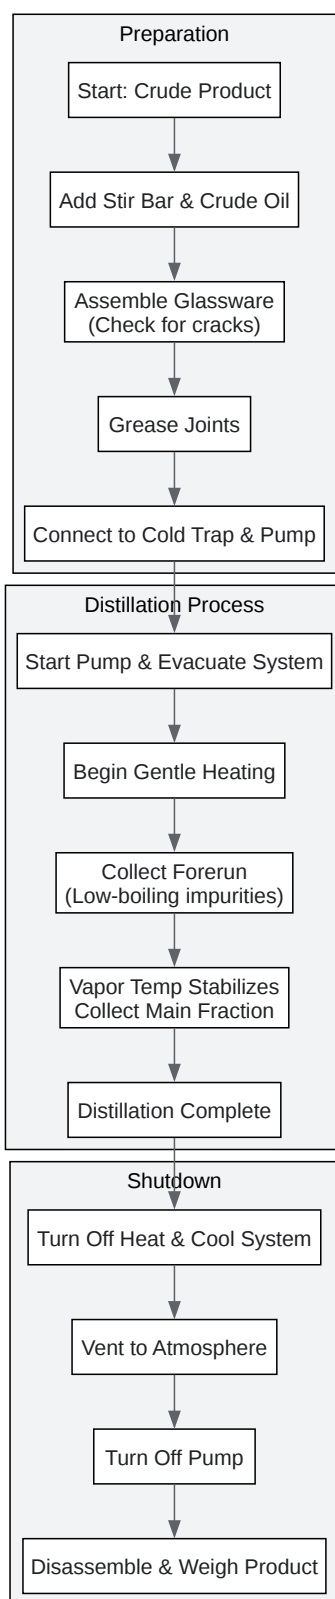 Preparation
Start: Crude Product
Add Stir Bar & Crude Oil
Assemble Glassware
(Check for cracks)
Grease Joints
Connect to Cold Trap & Pump
Distillation Process
Start Pump & Evacuate System
Begin Gentle Heating
Collect Forerun
(Low-boiling impurities)
Vapor Temp Stabilizes
Collect Main Fraction
Distillation Complete
Shutdown
Turn Off Heat & Cool System
Vent to Atmosphere
Turn Off Pump
Disassemble & Weigh Product